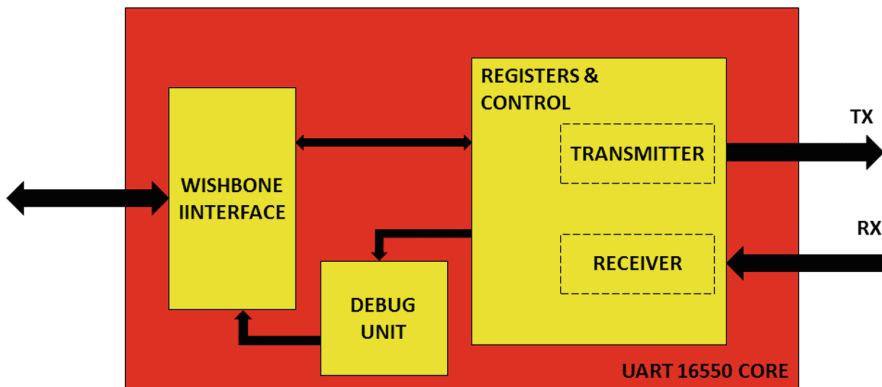 REGISTERS &
CONTROL
TX
TRANSMITTER
WISHBONE
IINTERFACE
RX
RECEIVER
DEBUG
UNIT
UART 16550 CORE